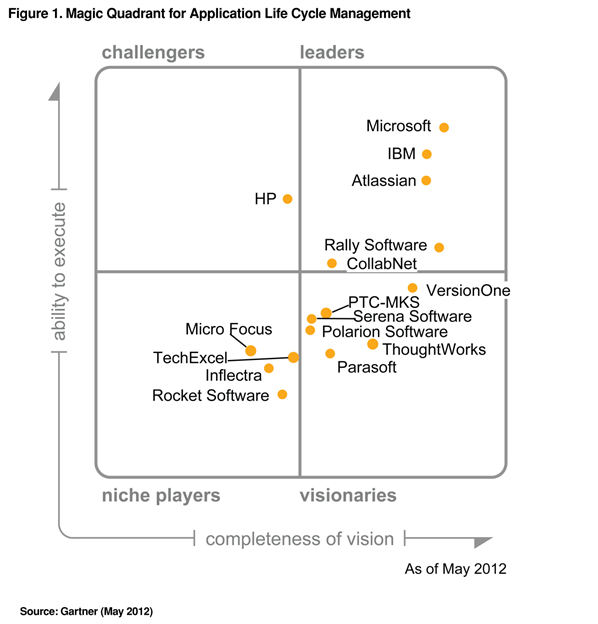 Figure 1. Magic Quadrant for Application Life Cycle Management
challengers
leaders
Microsoft
IBM
Atlassian
HP
Rally Software
CollabNet
VersionOne
PTC-MKS
Serena Software
Micro Focus
Polarion Software
ThoughtWorks
TechExcel
Parasoft
Inflectra
Rocket Software
ability to execute
niche players
visionaries
completeness of vision
As of May 2012
Source: Gartner (May 2012)